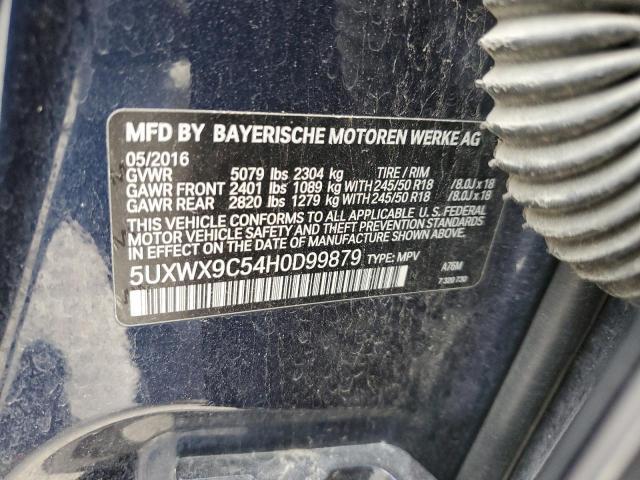 MFD BY BAYERISCHE MOTOREN WERKE AG
05/2016
GVWR 5079 lbs 2304 kg TIRE / RIM
GAWR FRONT 2401 lbs 1089 kg WITH 245/50 R18 /8.0J x 18
GAWR REAR 2820 lbs 1279 kg WITH 245/50 R18 /8.0J x 18
THIS VEHICLE CONFORMS TO ALL APPLICABLE U.S. FEDERAL
MOTOR VEHICLE SAFETY AND THEFT PREVENTION STANDARDS
IN EFFECT ON THE DATE OF MANUFACTURE SHOWN ABOVE.
5UXWX9C54H0D99879 TYPE: MPV
A76M
7 320 730